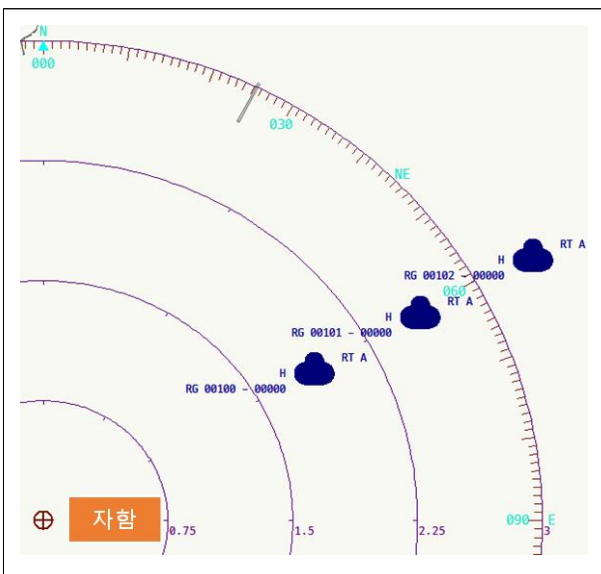 N
000
030
NE
RT A
H
RG 00102 – 00000
060
RT A
H
RG 00101 – 00000
RT A
H
RG 00100 – 00000
자함
0.75
1.5
2.25
090
E
3